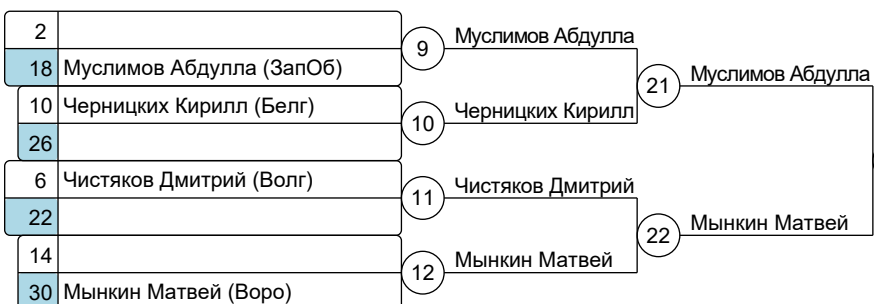 2
18 Муслимов Абдулла (ЗапОб)
10 Черницких Кирилл (Белг)
26
6 Чистяков Дмитрий (Волг)
22
14
30 Мынкин Матвей (Воро)
9 Муслимов Абдулла
10 Черницких Кирилл
11 Чистяков Дмитрий
12 Мынкин Матвей
21 Муслимов Абдулла
22 Мынкин Матвей